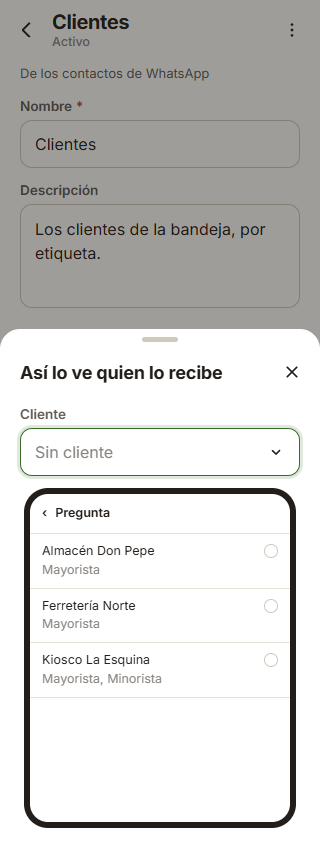 Clientes
Activo
De los contactos de WhatsApp
Nombre *
Clientes
Descripción
Los clientes de la bandeja, por
etiqueta.
Así lo ve quien lo recibe
Cliente
Sin cliente
Pregunta
Almacén Don Pepe
Mayorista
Ferretería Norte
Mayorista
Kiosco La Esquina
Mayorista, Minorista